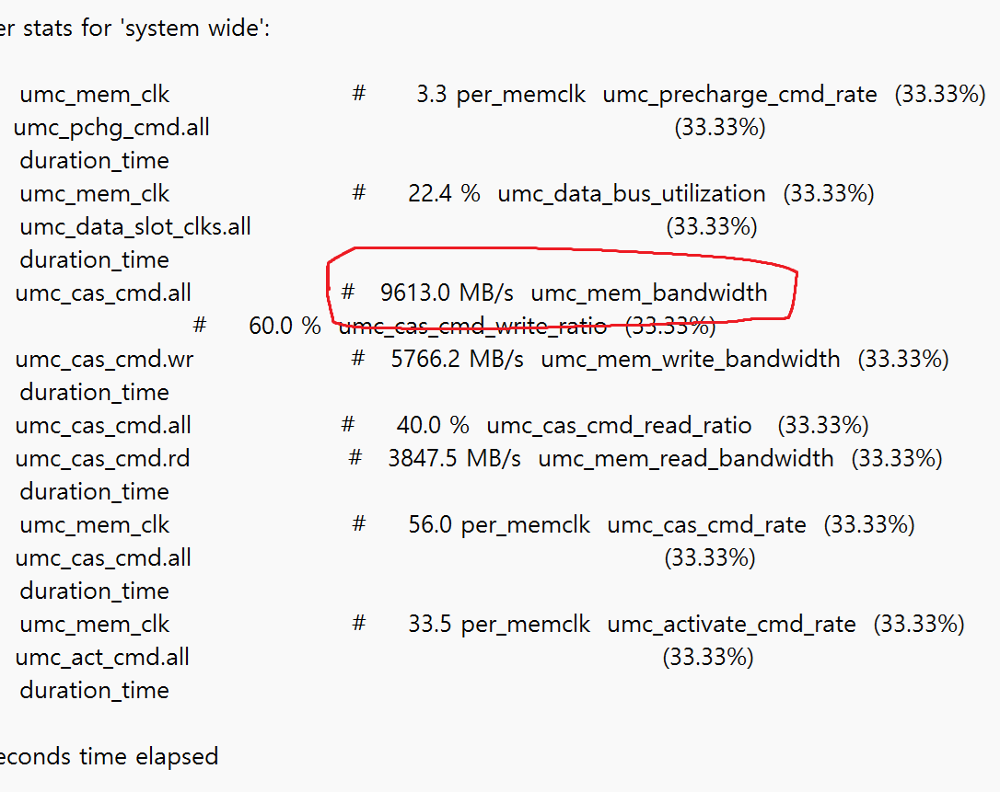 er stats for 'system wide':
umc_mem_clk # 3.3 per_memclk umc_precharge_cmd_rate (33.33%)
umc_pchg_cmd.all (33.33%)
duration_time
umc_mem_clk # 22.4 % umc_data_bus_utilization (33.33%)
umc_data_slot_clks.all (33.33%)
duration_time
umc_cas_cmd.all # 9613.0 MB/s umc_mem_bandwidth
# 60.0 % umc_cas_cmd_write_ratio (33.33%)
umc_cas_cmd.wr # 5766.2 MB/s umc_mem_write_bandwidth (33.33%)
duration_time
umc_cas_cmd.all # 40.0 % umc_cas_cmd_read_ratio (33.33%)
umc_cas_cmd.rd # 3847.5 MB/s umc_mem_read_bandwidth (33.33%)
duration_time
umc_mem_clk # 56.0 per_memclk umc_cas_cmd_rate (33.33%)
umc_cas_cmd.all (33.33%)
duration_time
umc_mem_clk # 33.5 per_memclk umc_activate_cmd_rate (33.33%)
umc_act_cmd.all (33.33%)
duration_time
econds time elapsed